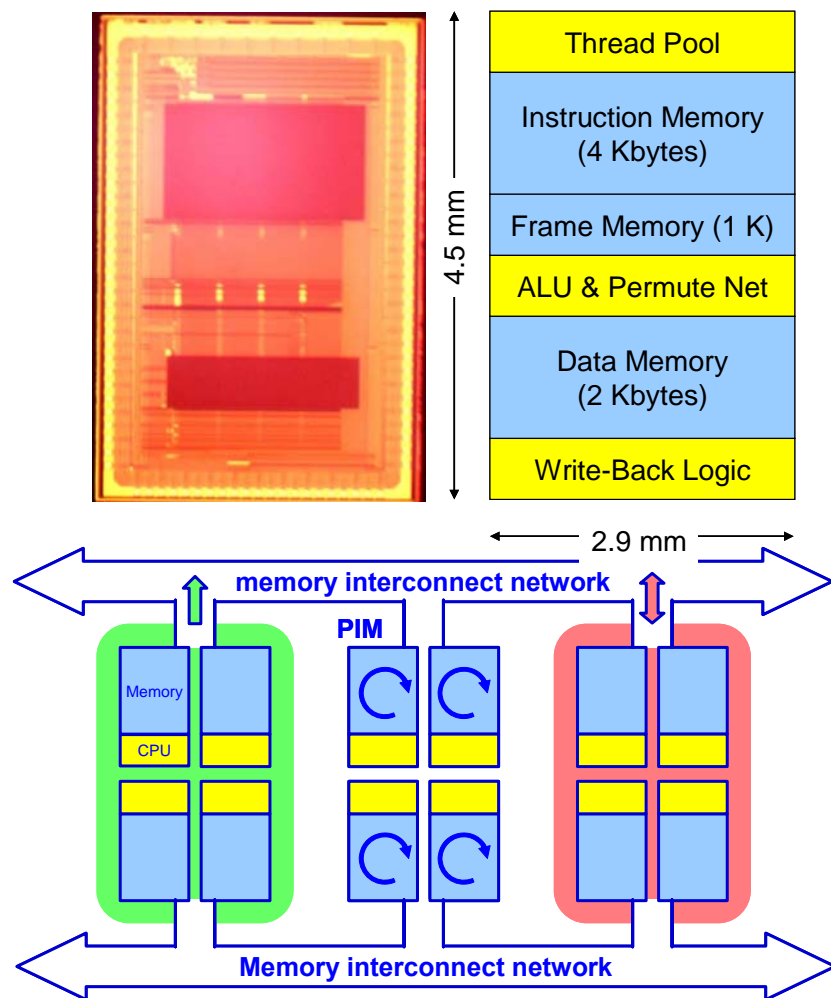 Thread Pool
Instruction Memory
(4 Kbytes)
Frame Memory (1 K)
ALU & Permute Net
Data Memory
(2 Kbytes)
Write-Back Logic
4.5 mm
2.9 mm
memory interconnect network
PIM
Memory
CPU
Memory interconnect network